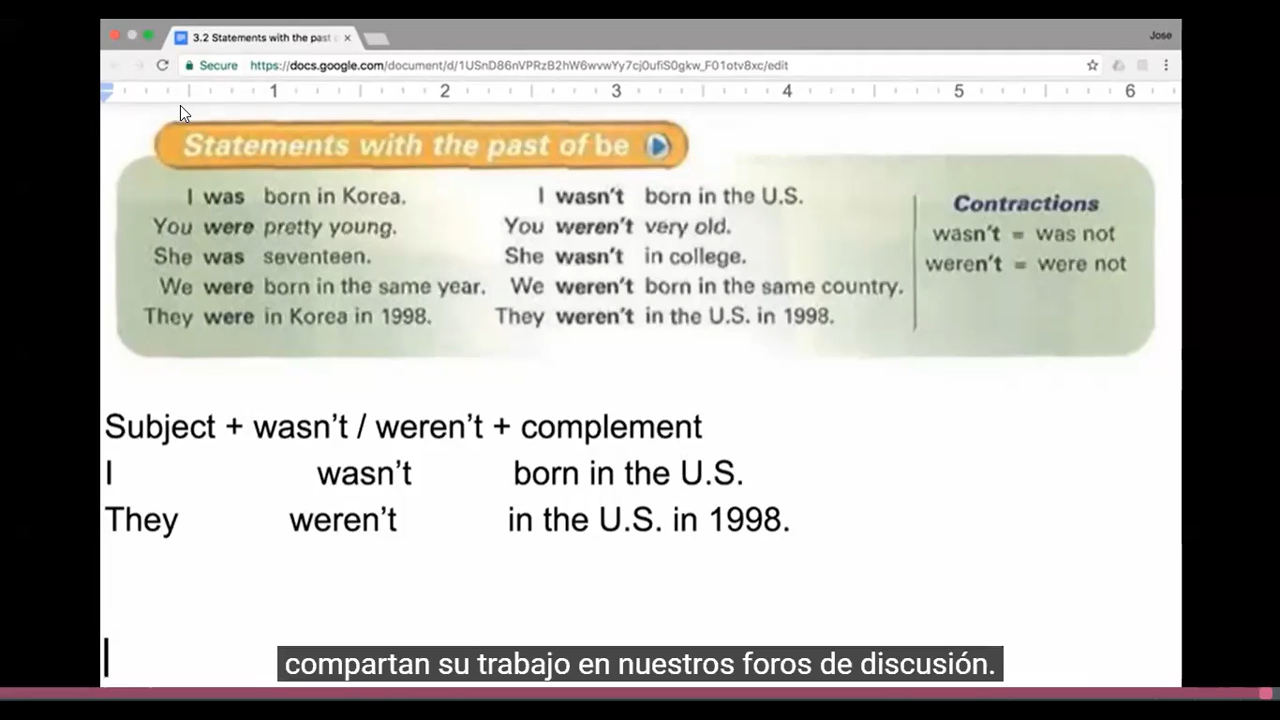 3.2 Statements with the past
Jose
Secure https://docs.google.com/document/d/1USnD86nVPRzB2hW6wvwYy7cj0ufiS0gkw_F01otv8xc/edit
1 2 3 4 5 6
Statements with the past of be
I was born in Korea. I wasn't born in the U.S.
You were pretty young. You weren't very old.
She was seventeen. She wasn't in college.
We were born in the same year. We weren't born in the same country.
They were in Korea in 1998. They weren't in the U.S. in 1998.
Contractions
wasn't = was not
weren't = were not
Subject + wasn’t / weren’t + complement
I wasn’t born in the U.S.
They weren’t in the U.S. in 1998.
compartan su trabajo en nuestros foros de discusión.